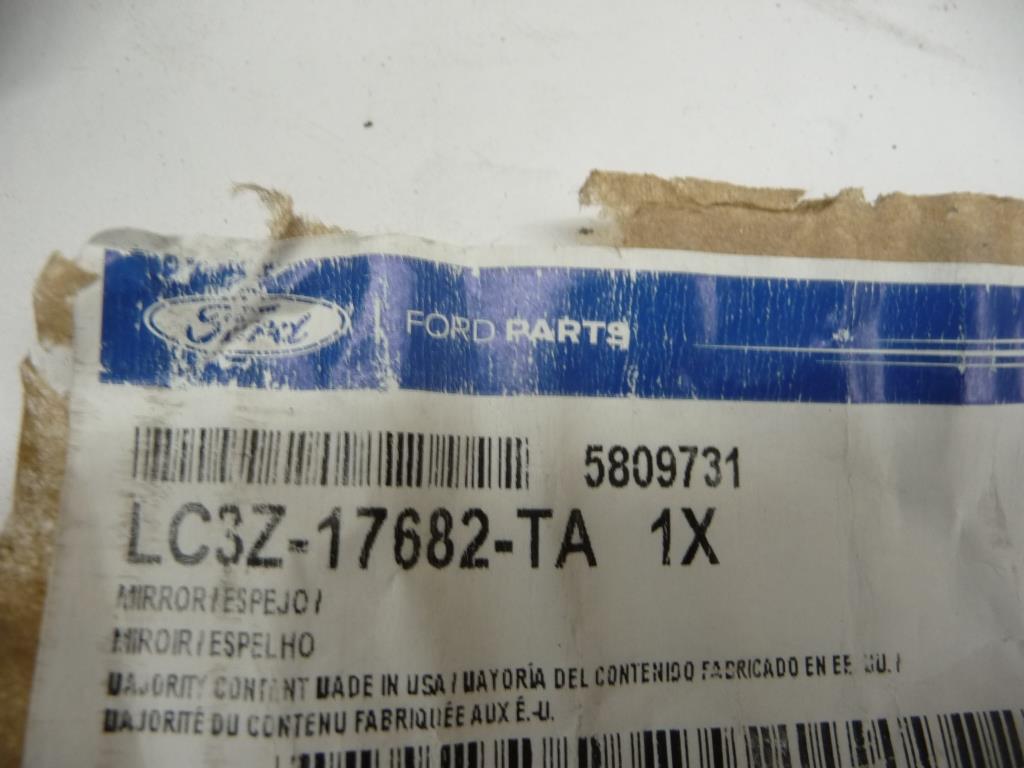 Ford FORD PARTS
5809731
LC3Z-17682-TA 1X
MIRROR/ESPEJO/
MIROIR/ESPELHO
MAJORITY CONTENT MADE IN USA / MAYORÍA DEL CONTENIDO FABRICADO EN EE. UU. /
MAJORITÉ DU CONTENU FABRIQUÉE AUX É.-U.